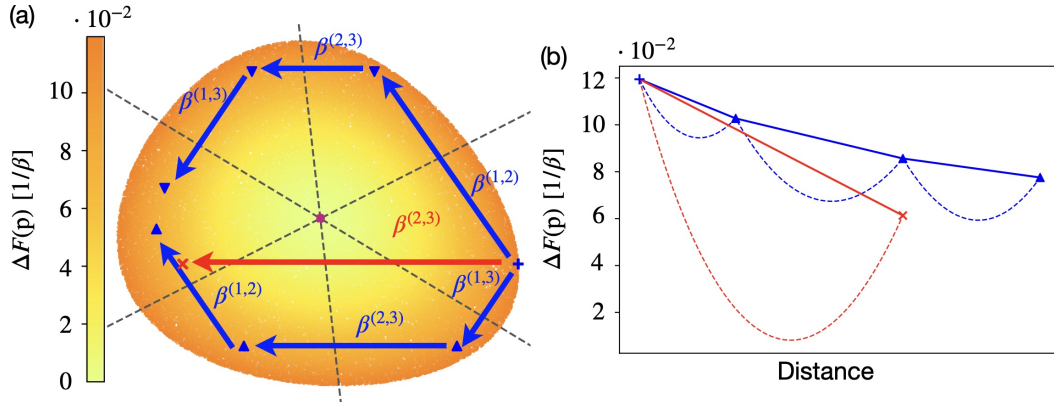 (a)
· 10⁻²
ΔF(p) [1/β]
10
8
6
4
2
0
β^(2,3)
β^(1,3)
β^(1,2)
β^(2,3)
β^(1,3)
β^(1,2)
β^(2,3)
(b)
· 10⁻²
ΔF(p) [1/β]
12
10
8
6
4
2
Distance